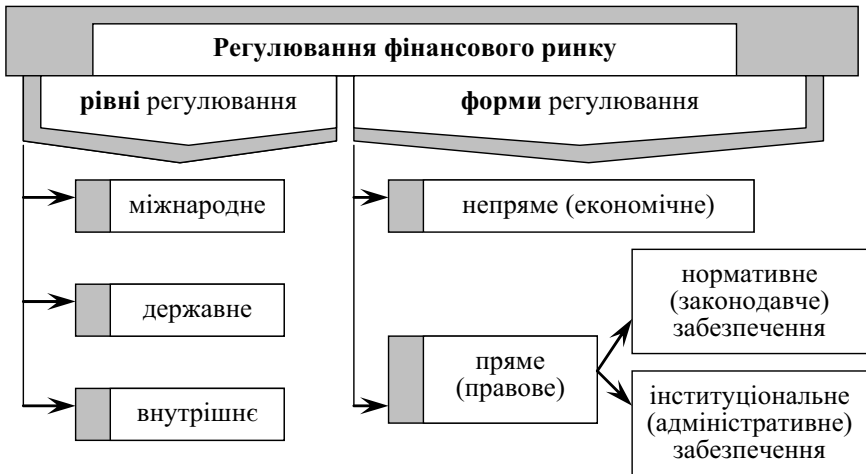 Регулювання фінансового ринку
рівні регулювання
форми регулювання
міжнародне
державне
внутрішнє
непряме (економічне)
пряме
(правове)
нормативне
(законодавче)
забезпечення
інституціональне
(адміністративне)
забезпечення